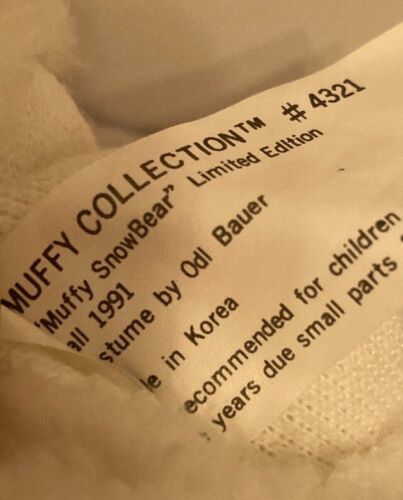 MUFFY COLLECTION™ # 4321
"Muffy SnowBear" Limited Edition
all 1991
stume by Odl Bauer
le in Korea
ecommended for children
years due small parts